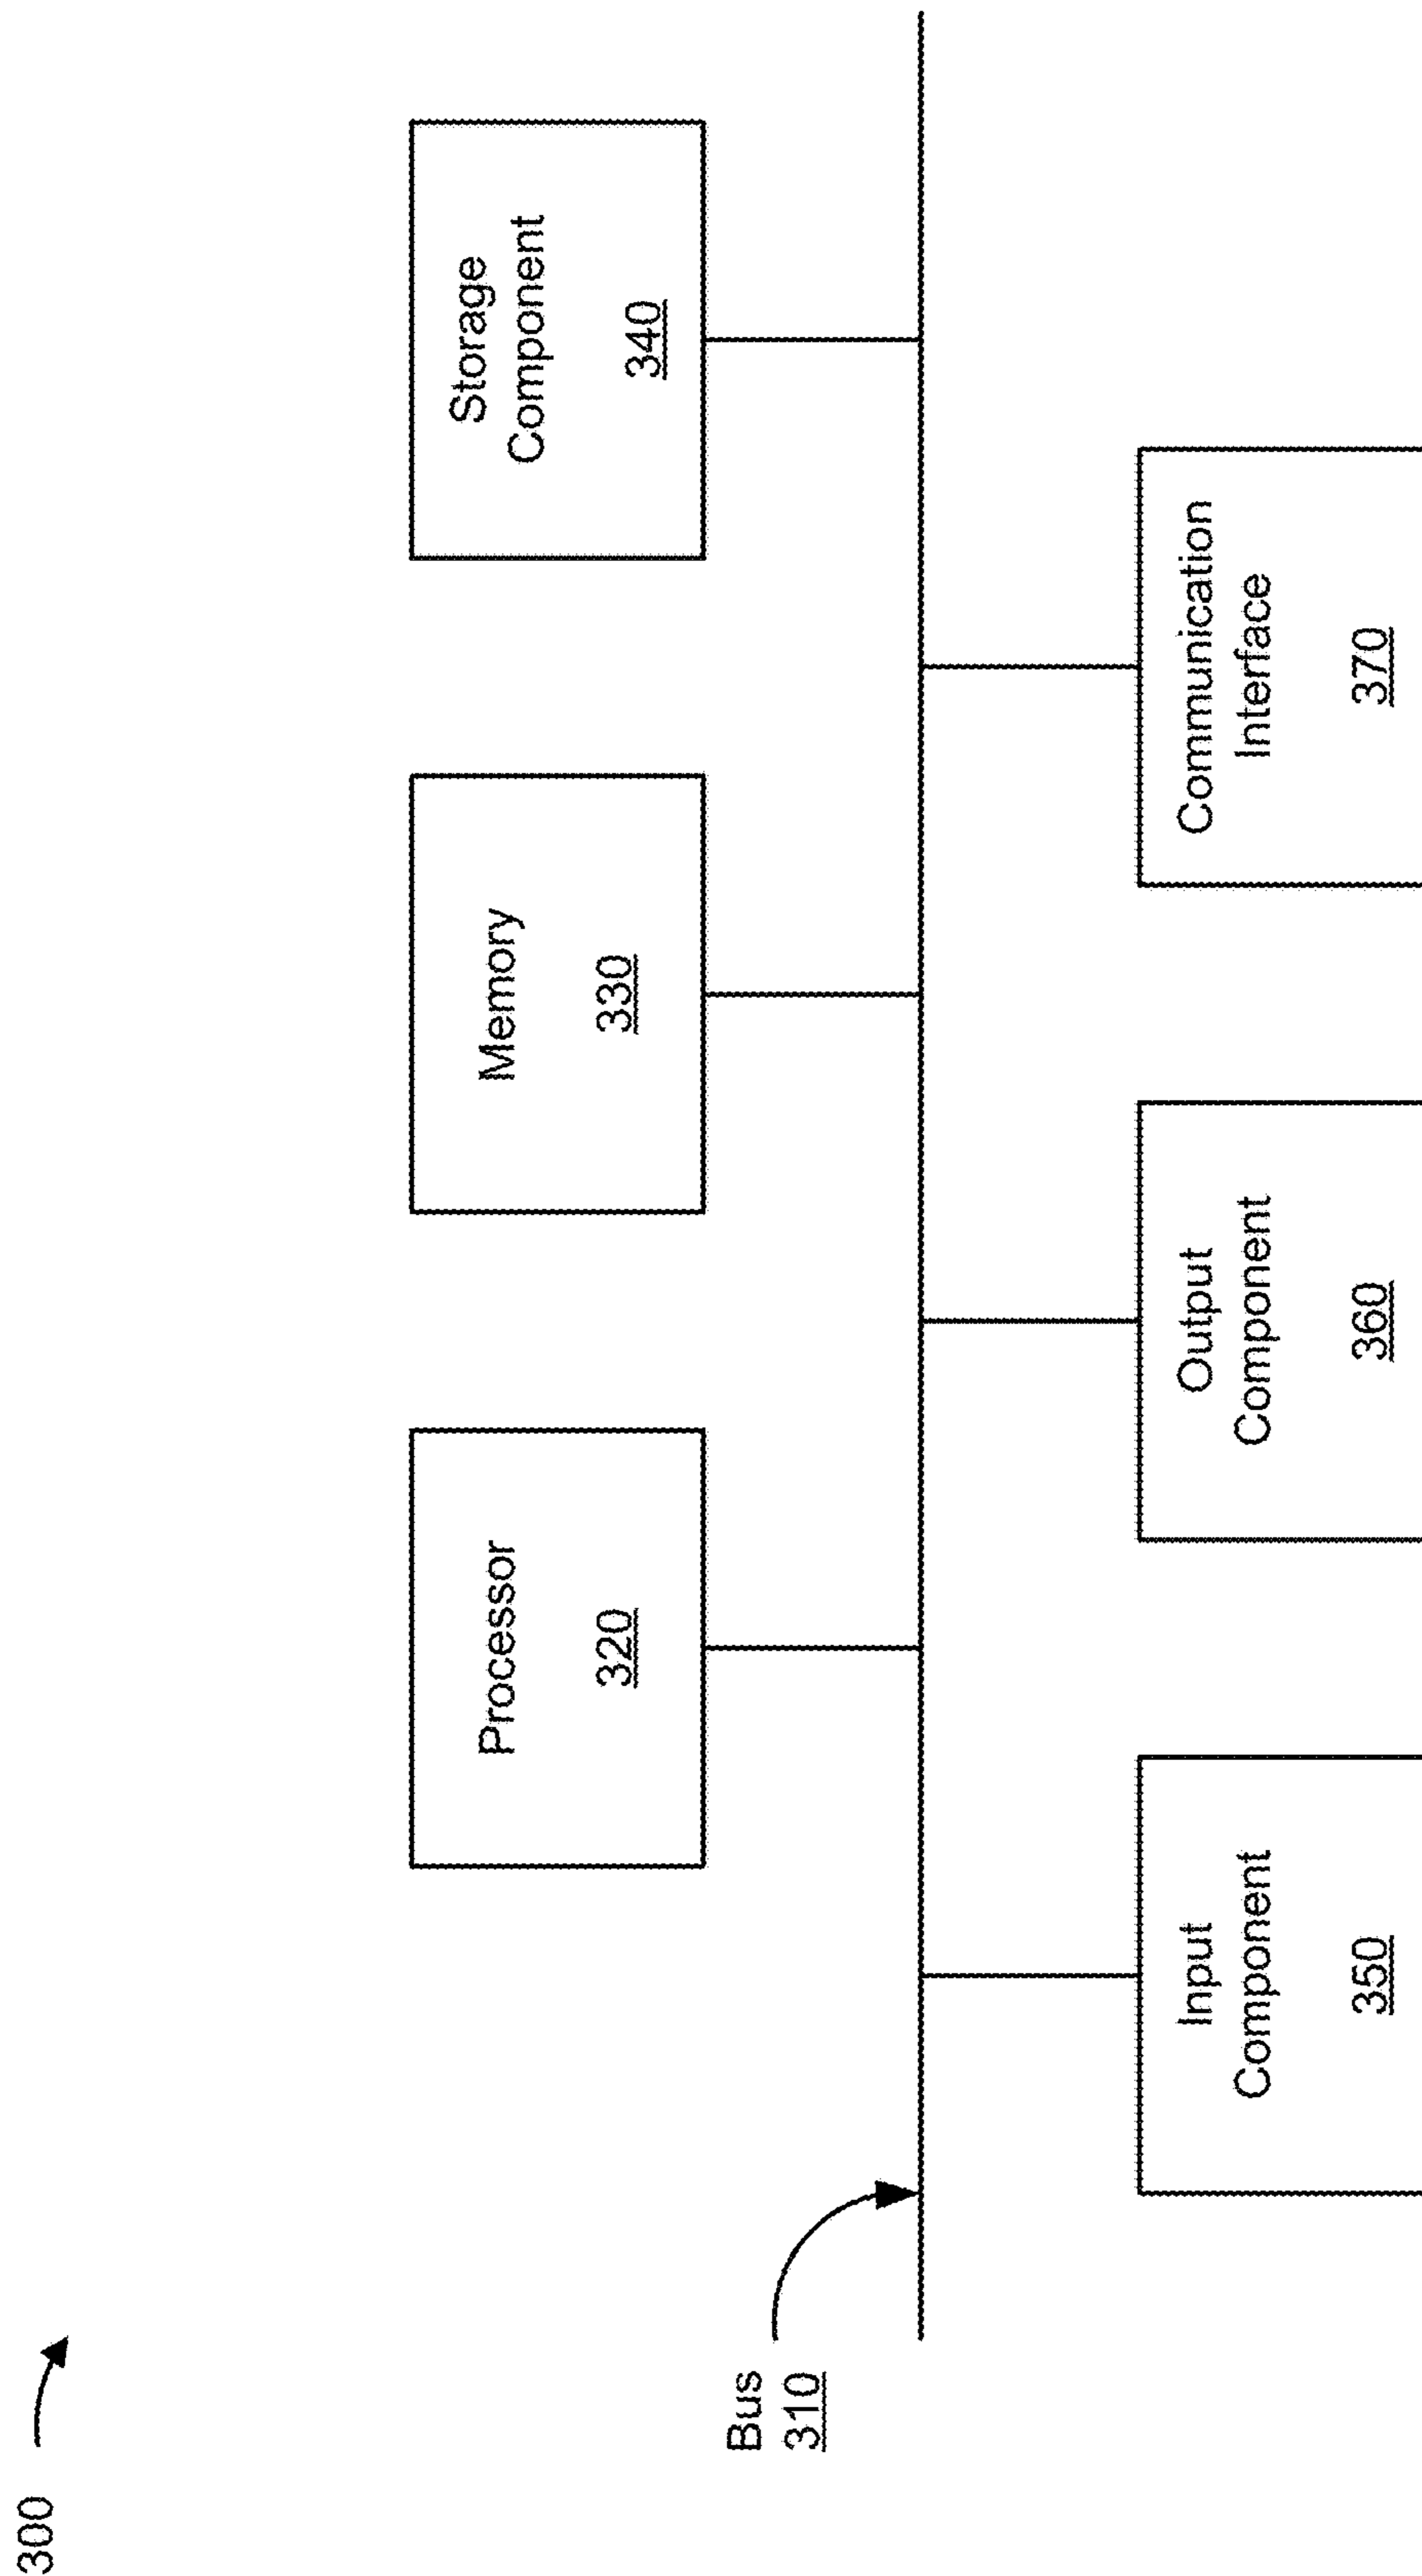 300
Processor
320
Memory
330
Storage
Component
340
Bus
310
Input
Component
350
Output
Component
360
Communication
Interface
370